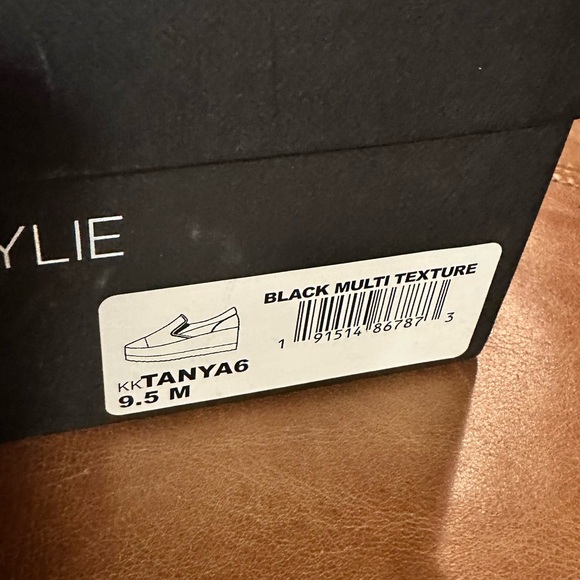 YLIE
BLACK MULTI TEXTURE
1 91514 86787 3
KKTANYA6
9.5 M